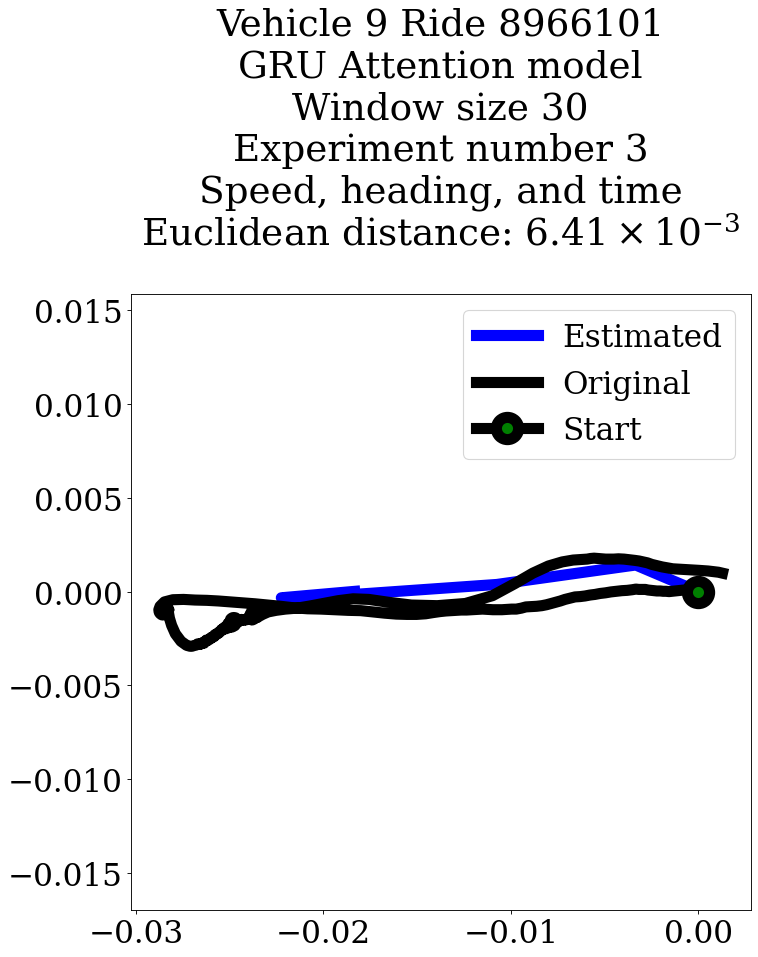 Vehicle 9 Ride 8966101
GRU Attention model
Window size 30
Experiment number 3
Speed, heading, and time
Euclidean distance: 6.41 × 10⁻³
Estimated
Original
Start
0.015
0.010
0.005
0.000
−0.005
−0.010
−0.015
−0.03 −0.02 −0.01 0.00